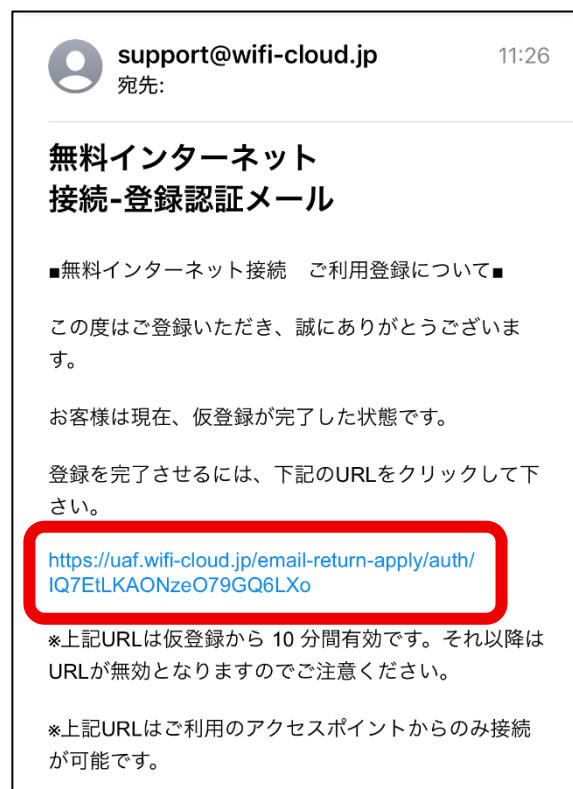 support@wifi-cloud.jp
11:26
宛先:
無料インターネット
接続-登録認証メール
■無料インターネット接続　ご利用登録について■
この度はご登録いただき、誠にありがとうございま
す。
お客様は現在、仮登録が完了した状態です。
登録を完了させるには、下記のURLをクリックして下
さい。
https://uaf.wifi-cloud.jp/email-return-apply/auth/
IQ7EtLKAONzeO79GQ6LXo
※上記URLは仮登録から 10 分間有効です。それ以降は
URLが無効となりますのでご注意ください。
※上記URLはご利用のアクセスポイントからのみ接続
が可能です。